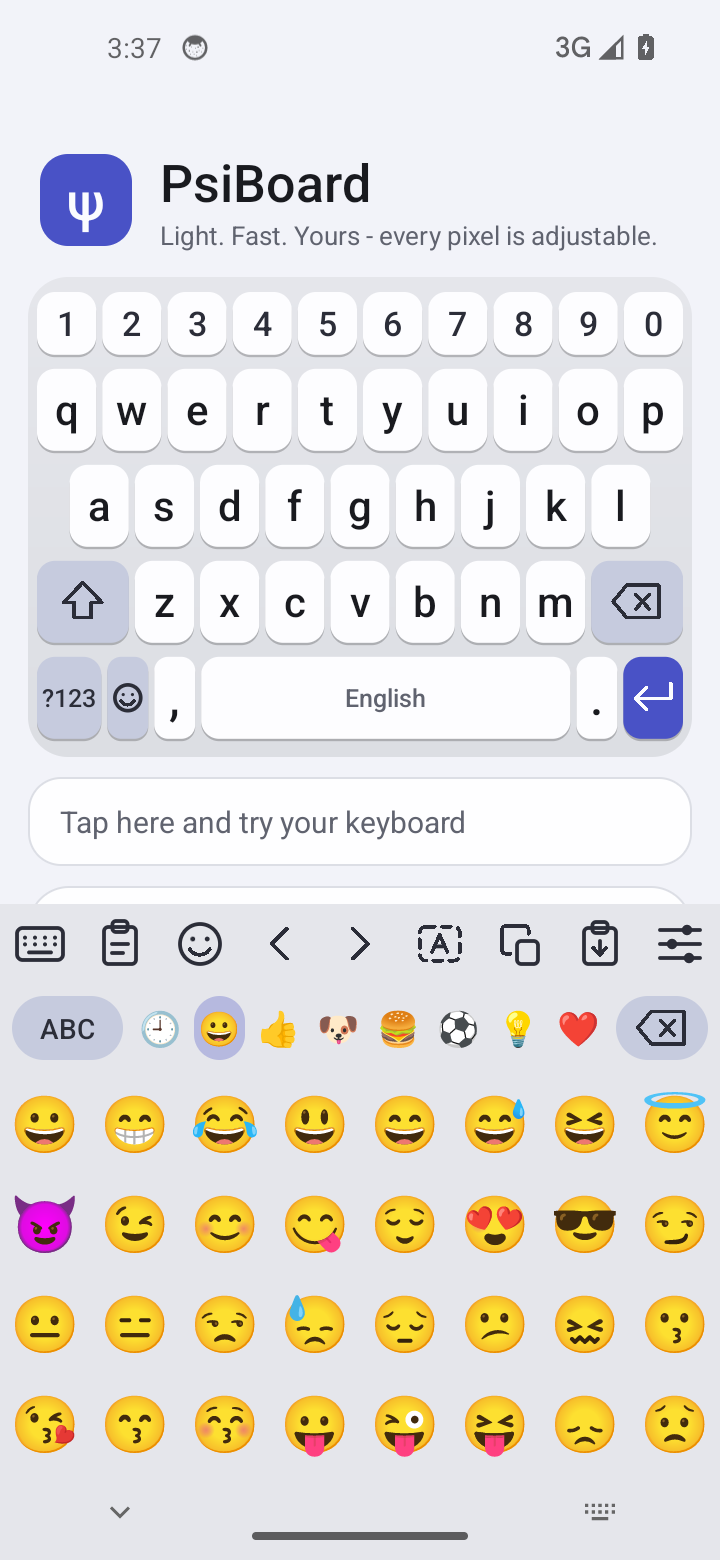 3:37
3G
ψ
PsiBoard
Light. Fast. Yours - every pixel is adjustable.
1 2 3 4 5 6 7 8 9 0
q w e r t y u i o p
a s d f g h j k l
z x c v b n m
?123 , English .
Tap here and try your keyboard
A
ABC